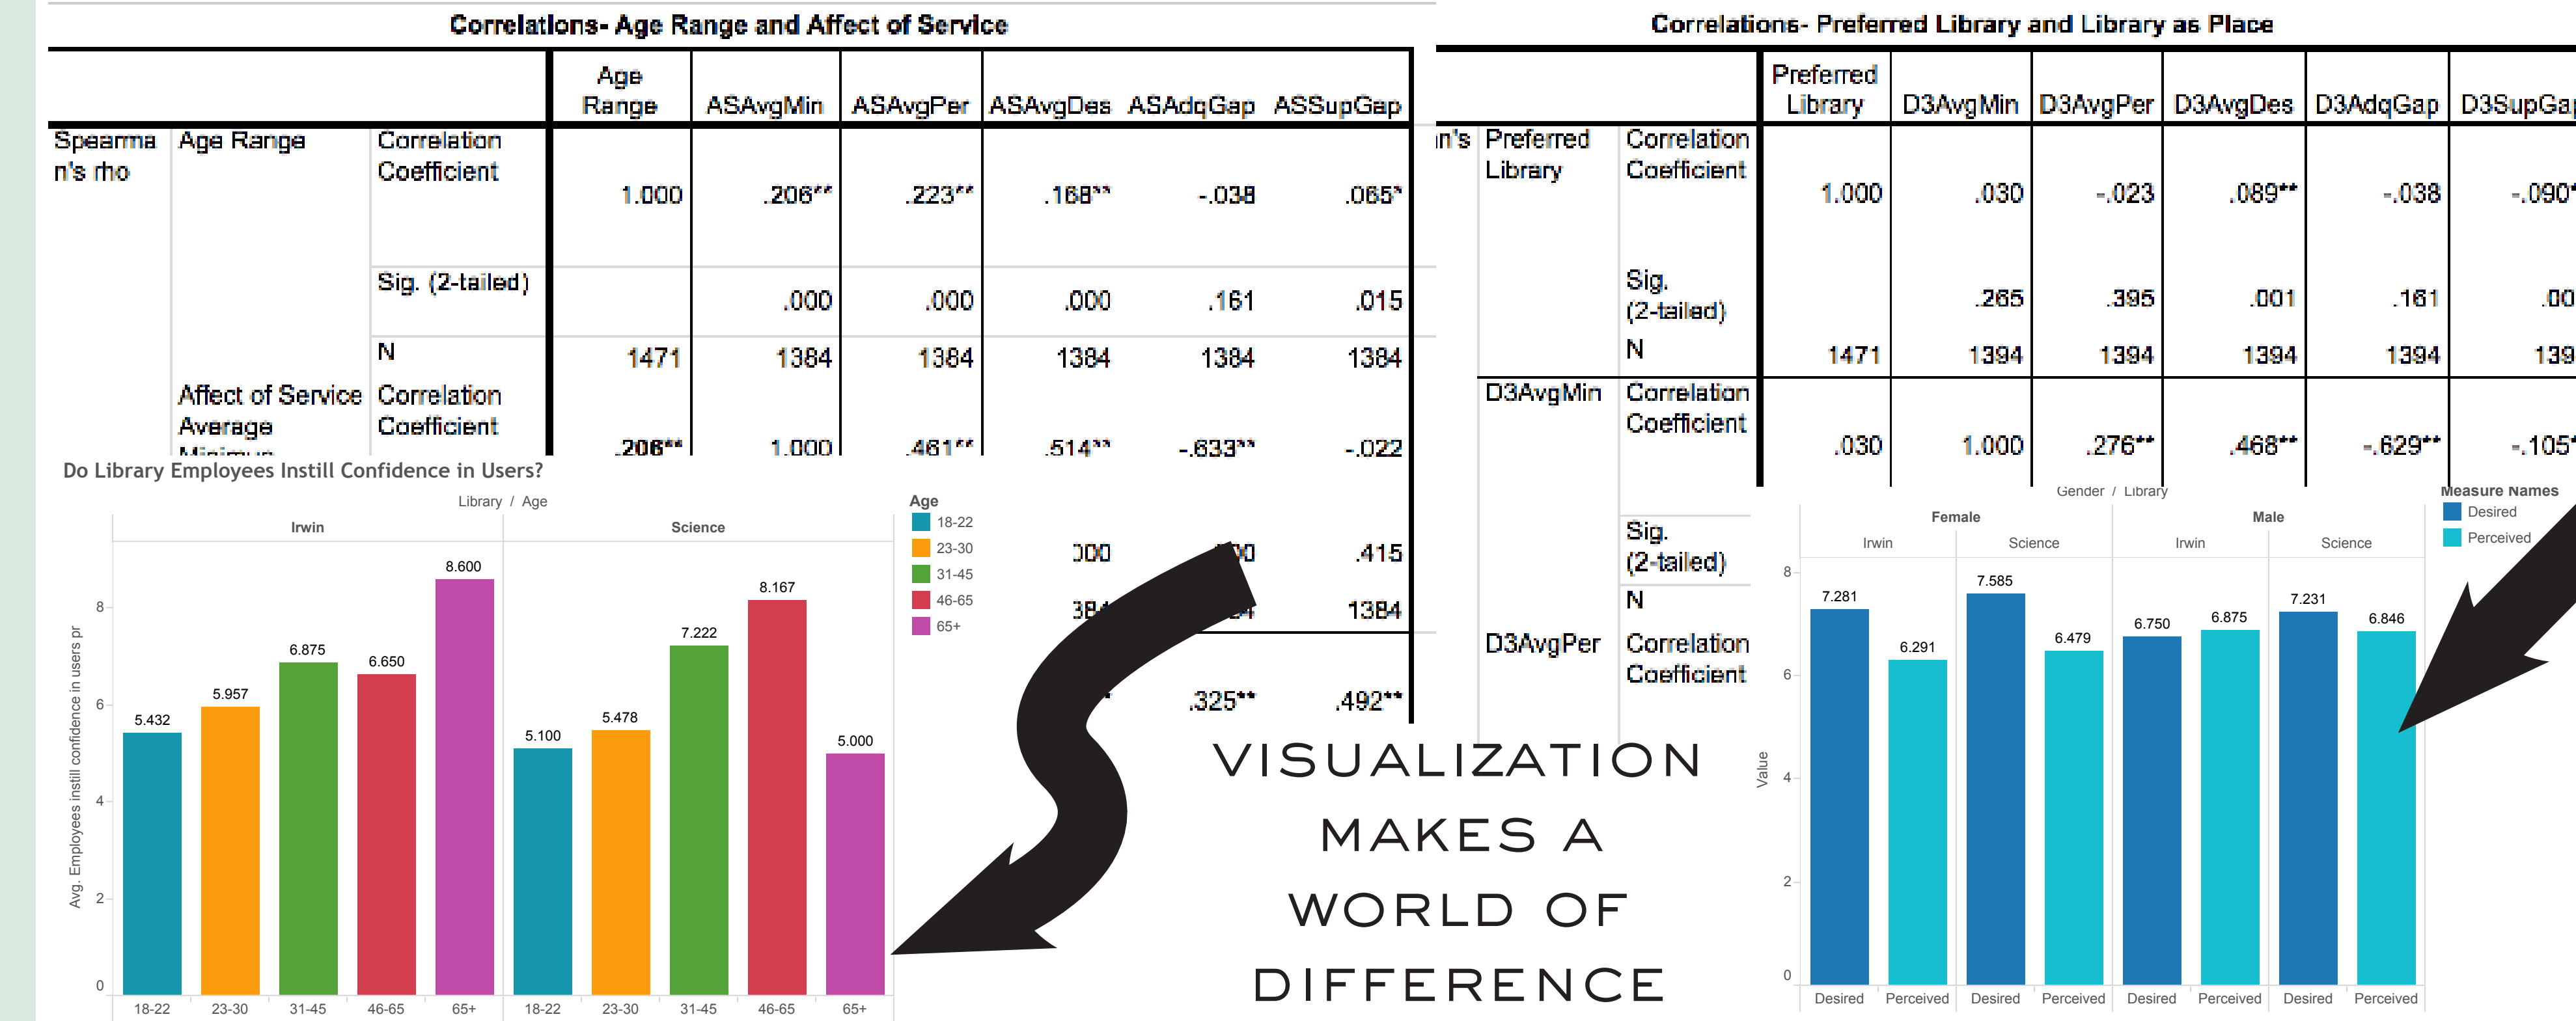 Correlations- Age Range and Affect of Service
Age Range ASAvgMin ASAvgPer ASAvgDes ASAdqGap ASSupGap
Spearman's rho Age Range Correlation Coefficient 1.000 .206** .223** .168** -.038 .065*
Sig. (2-tailed) .000 .000 .000 .161 .015
N 1471 1384 1384 1384 1384 1384
Affect of Service Average Correlation Coefficient .206** 1.000 .461** .514** -.633** -.022
.415
1384
.325** .492**
Correlations- Preferred Library and Library as Place
Preferred Library D3AvgMin D3AvgPer D3AvgDes D3AdqGap D3SupGap
Preferred Library Correlation Coefficient 1.000 .030 -.023 .089** -.038 -.090*
Sig. (2-tailed) .265 .395 .001 .161 .00
N 1471 1394 1394 1394 1394 139
D3AvgMin Correlation Coefficient .030 1.000 .276** .468** -.629** -.105*
Sig. (2-tailed)
N
D3AvgPer Correlation Coefficient
Do Library Employees Instill Confidence in Users?
Library / Age
Irwin Science
Avg. Employees instill confidence in users pr
8
6
4
2
0
5.432 5.957 6.875 6.650 8.600 5.100 5.478 7.222 8.167 5.000
18-22 23-30 31-45 46-65 65+ 18-22 23-30 31-45 46-65 65+
Age
18-22
23-30
31-45
46-65
65+
VISUALIZATION
MAKES A
WORLD OF
DIFFERENCE
Gender / Library
Female Male
Irwin Science Irwin Science
Value
8
6
4
2
0
7.281 6.291 7.585 6.479 6.750 6.875 7.231 6.846
Desired Perceived Desired Perceived Desired Perceived Desired Perceived
Measure Names
Desired
Perceived